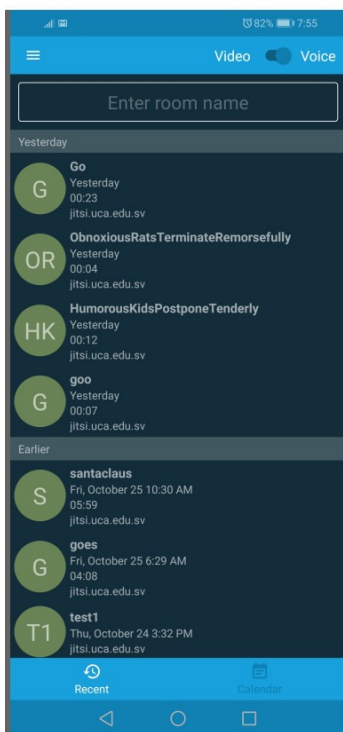 82% 7:55
Video Voice
Enter room name
Yesterday
G
Go
Yesterday
00:23
jitsi.uca.edu.sv
OR
ObnoxiousRatsTerminateRemorsefully
Yesterday
00:04
jitsi.uca.edu.sv
HK
HumorousKidsPostponeTenderly
Yesterday
00:12
jitsi.uca.edu.sv
G
goo
Yesterday
00:07
jitsi.uca.edu.sv
Earlier
S
santaclaus
Fri, October 25 10:30 AM
05:59
jitsi.uca.edu.sv
G
goes
Fri, October 25 6:29 AM
04:08
jitsi.uca.edu.sv
T1
test1
Thu, October 24 3:32 PM
jitsi.uca.edu.sv
Recent Calendar